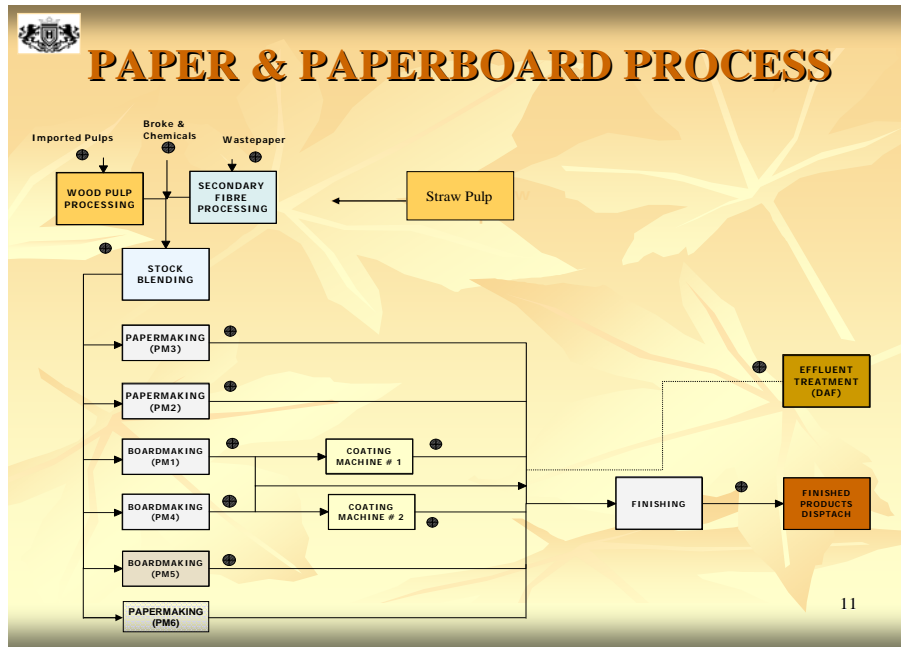 PAPER & PAPERBOARD PROCESS
Broke &
Chemicals
Imported Pulps
Wastepaper
WOOD PULP
PROCESSING
SECONDARY
FIBRE
PROCESSING
Straw Pulp
STOCK
BLENDING
PAPERMAKING
(PM3)
PAPERMAKING
(PM2)
BOARDMAKING
(PM1)
COATING
MACHINE # 1
BOARDMAKING
(PM4)
COATING
MACHINE # 2
BOARDMAKING
(PM5)
PAPERMAKING
(PM6)
EFFLUENT
TREATMENT
(DAF)
FINISHING
FINISHED
PRODUCTS
DISPTACH
11